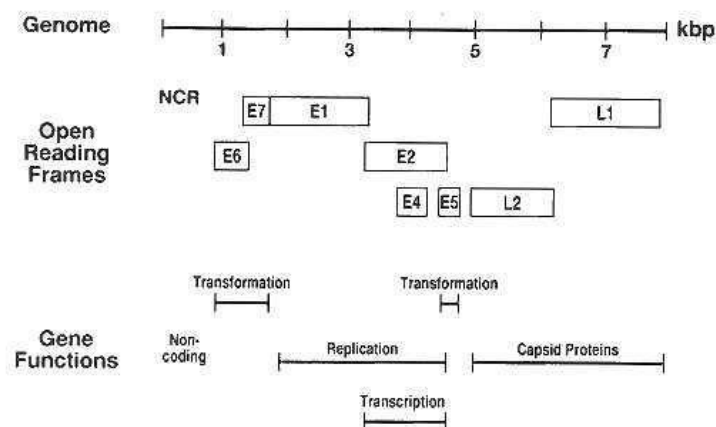 Genome
kbp
1 3 5 7
NCR
E7 E1 L1
Open
Reading
Frames
E6 E2
E4 E5 L2
Transformation Transformation
Gene
Functions
Non-
coding
Replication Capsid Proteins
Transcription